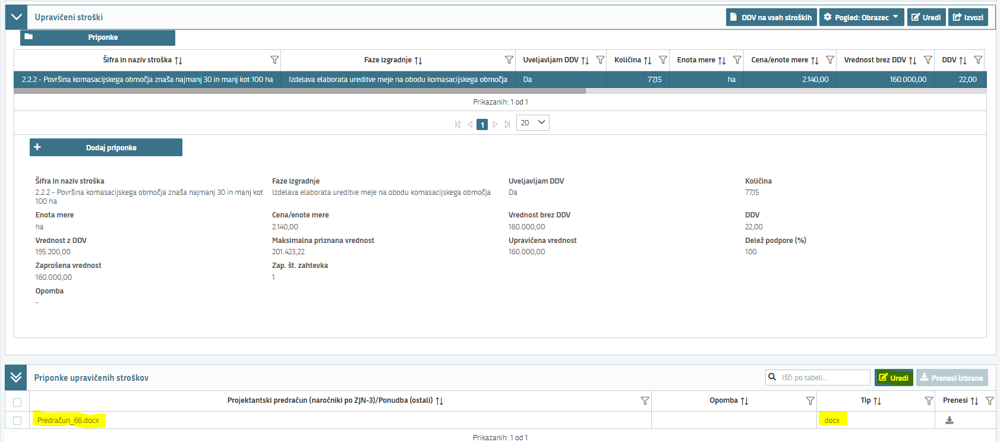 Upravičeni stroški
DDV na vseh stroških
Pogled: Obrazec
Uredi
Izvozi
Priponke
Šifra in naziv stroška Faze izgradnje Uveljavljam DDV Količina Enota mere Cena/enote mere Vrednost brez DDV DDV
2.2.2 - Površina komasacijskega območja znaša najmanj 30 in manj kot 100 ha Izdelava elaborata ureditve meje na obodu komasacijskega območja Da 77,15 ha 2.140,00 160.000,00 22,00
Prikazanih: 1 od 1
1 20
Dodaj priponke
Šifra in naziv stroška Faze izgradnje Uveljavljam DDV Količina
2.2.2 - Površina komasacijskega območja znaša najmanj 30 in manj kot Izdelava elaborata ureditve meje na obodu komasacijskega območja Da 77,15
100 ha
Enota mere Cena/enote mere Vrednost brez DDV DDV
ha 2.140,00 160.000,00 22,00
Vrednost z DDV Maksimalna priznana vrednost Upravičena vrednost Delež podpore (%)
195.200,00 201.423,22 160.000,00 100
Zaprošena vrednost Zap. št. zahtevka
160.000,00 1
Opomba
-
Priponke upravičenih stroškov
Išči po tabeli...
Uredi
Prenesi izbrane
Projektantski predračun (naročniki po ZJN-3)/Ponudba (ostali) Opomba Tip Prenesi
Predračun_66.docx docx
Prikazanih: 1 od 1